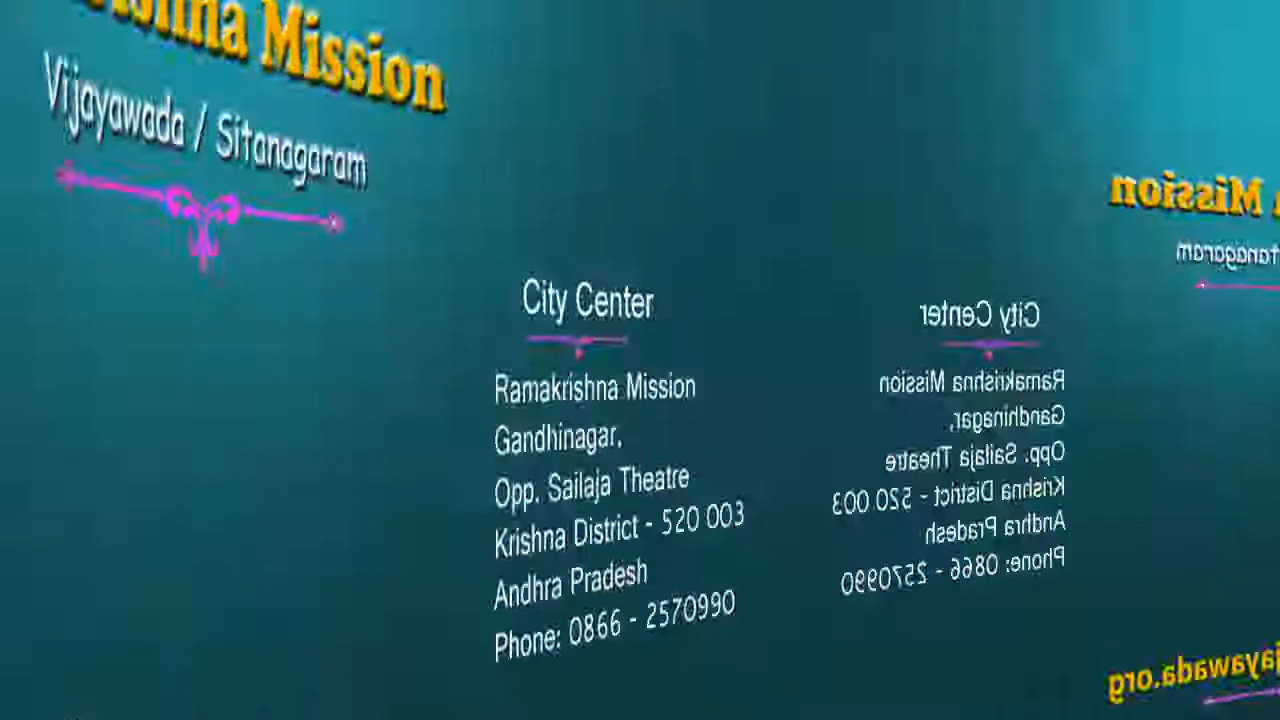 Mission
Vijayawada / Sitanagaram
City Center
Ramakrishna Mission
Gandhinagar,
Opp. Sailaja Theatre
Krishna District - 520 003
Andhra Pradesh
Phone: 0866 - 2570990
City Center
Ramakrishna Mission
Gandhinagar,
Opp. Sailaja Theatre
Krishna District - 520 003
Andhra Pradesh
Phone: 0866 - 2570990
Mission